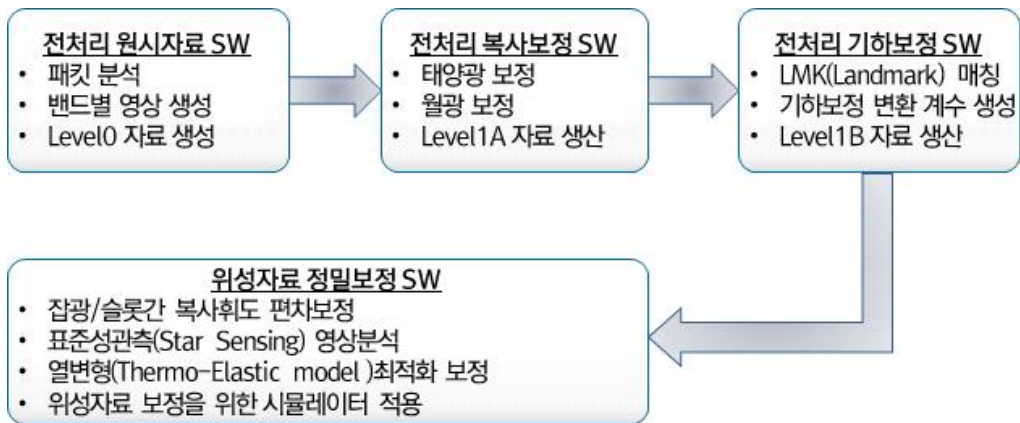 전처리 원시자료 SW
• 패킷 분석
• 밴드별 영상 생성
• Level0 자료 생성
전처리 복사보정 SW
• 태양광 보정
• 월광 보정
• Level1A 자료 생산
전처리 기하보정 SW
• LMK(Landmark) 매칭
• 기하보정 변환 계수 생성
• Level1B 자료 생산
위성자료 정밀보정 SW
• 잡광/슬롯간 복사휘도 편차보정
• 표준성관측(Star Sensing) 영상분석
• 열변형(Thermo-Elastic model )최적화 보정
• 위성자료 보정을 위한 시뮬레이터 적용